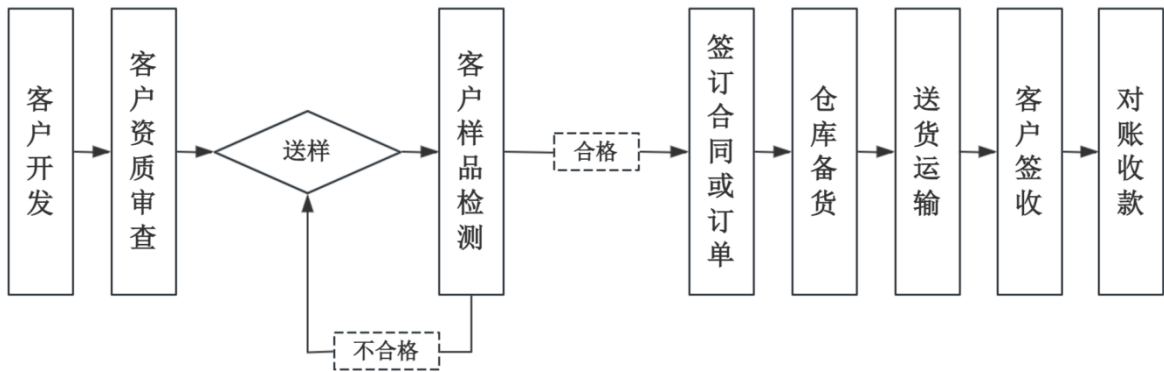 客户开发
客户资质审查
送样
客户样品检测
合格
不合格
签订合同或订单
仓库备货
送货运输
客户签收
对账收款